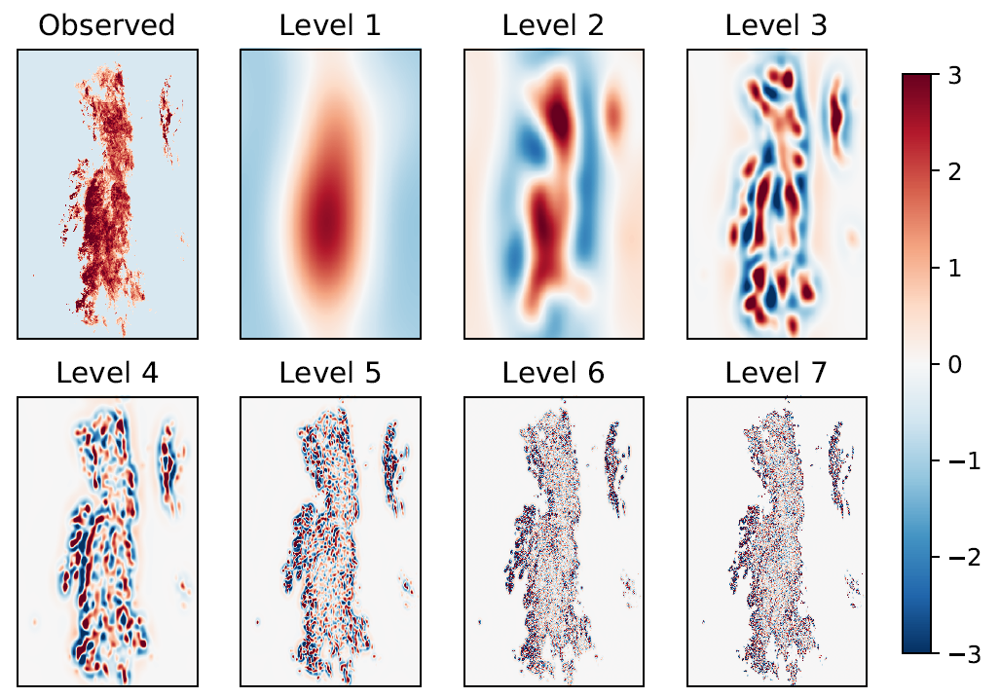 Observed
Level 1
Level 2
Level 3
Level 4
Level 5
Level 6
Level 7
3
2
1
0
−1
−2
−3